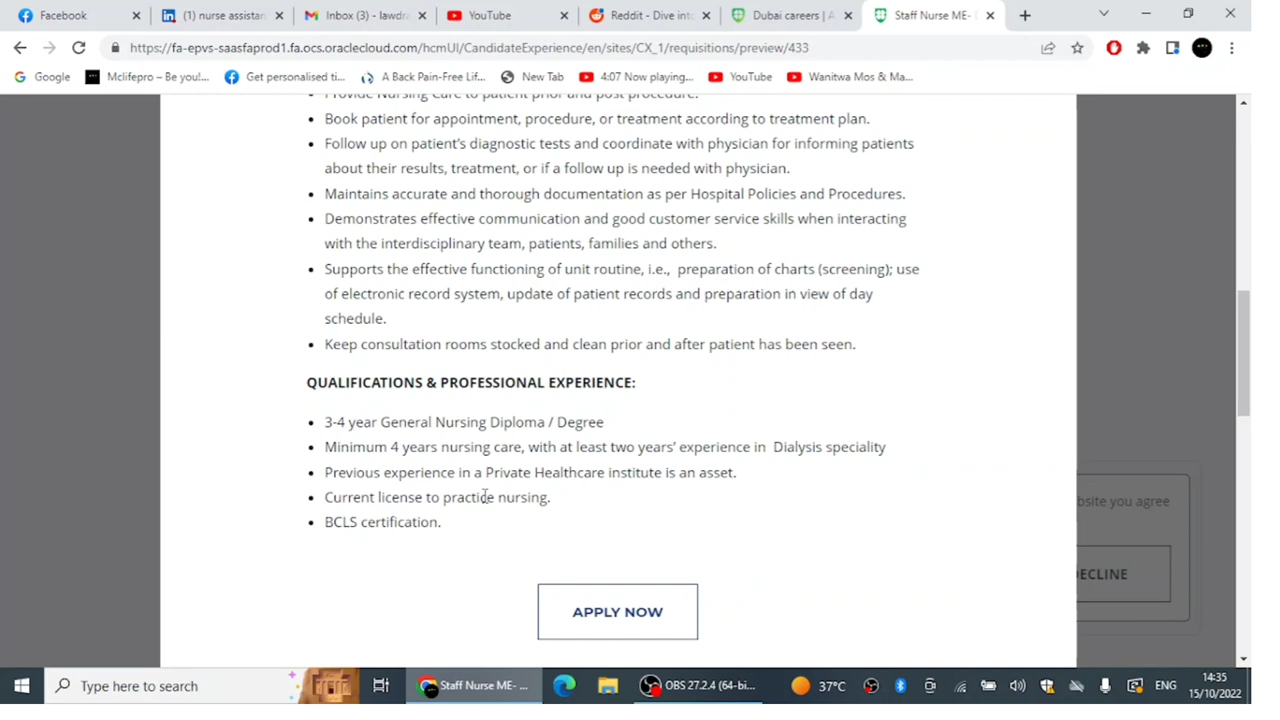 Facebook
(1) nurse assistan
Inbox (3) - lawdra
YouTube
Reddit - Dive into
Dubai careers | A
Staff Nurse ME- (
https://fa-epvs-saasfaprod1.fa.ocs.oraclecloud.com/hcmUI/CandidateExperience/en/sites/CX_1/requisitions/preview/433
Google
Mclifepro – Be you!...
Get personalised ti...
A Back Pain-Free Lif...
New Tab
4:07 Now playing...
YouTube
Wanitwa Mos & Ma...
Provide Nursing Care to patient prior and post procedure.
Book patient for appointment, procedure, or treatment according to treatment plan.
Follow up on patient's diagnostic tests and coordinate with physician for informing patients
about their results, treatment, or if a follow up is needed with physician.
Maintains accurate and thorough documentation as per Hospital Policies and Procedures.
Demonstrates effective communication and good customer service skills when interacting
with the interdisciplinary team, patients, families and others.
Supports the effective functioning of unit routine, i.e., preparation of charts (screening); use
of electronic record system, update of patient records and preparation in view of day
schedule.
Keep consultation rooms stocked and clean prior and after patient has been seen.
QUALIFICATIONS & PROFESSIONAL EXPERIENCE:
3-4 year General Nursing Diploma / Degree
Minimum 4 years nursing care, with at least two years' experience in Dialysis speciality
Previous experience in a Private Healthcare institute is an asset.
Current license to practice nursing.
bsite you agree
BCLS certification.
DECLINE
APPLY NOW
Type here to search
Staff Nurse ME- ...
OBS 27.2.4 (64-bi...
37°C
ENG
14:35
15/10/2022